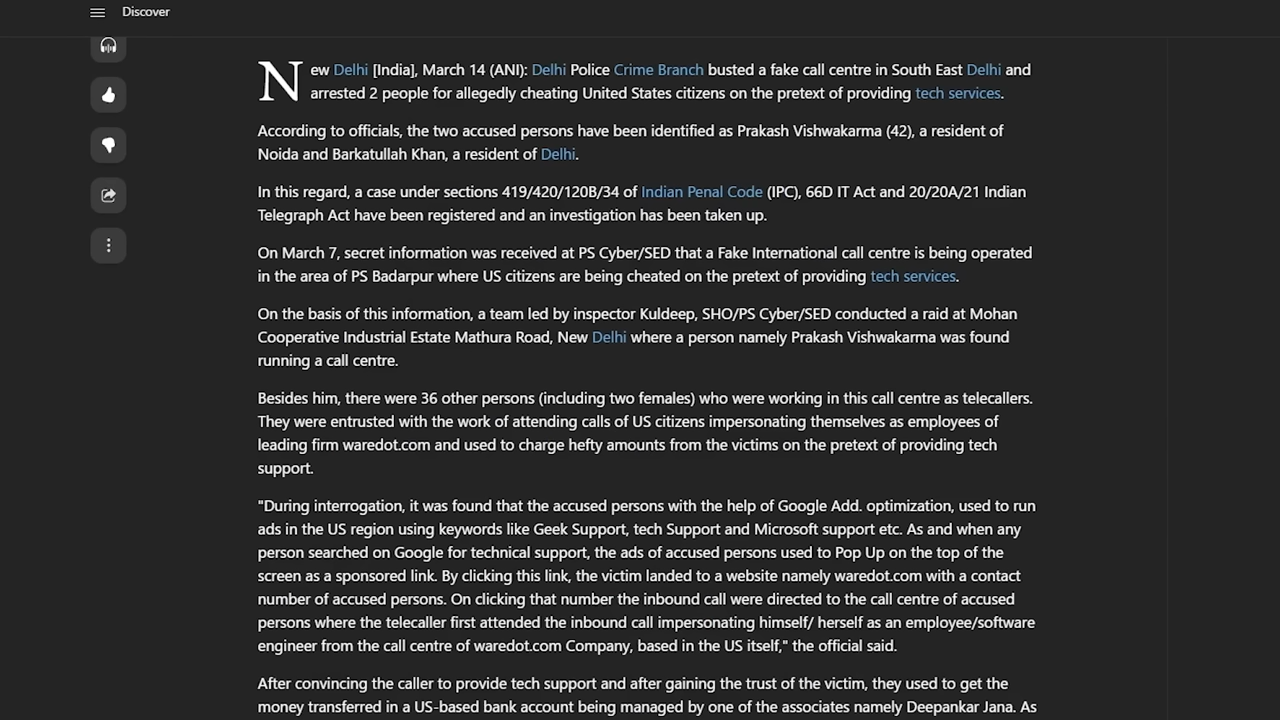 Discover
New Delhi [India], March 14 (ANI): Delhi Police Crime Branch busted a fake call centre in South East Delhi and
arrested 2 people for allegedly cheating United States citizens on the pretext of providing tech services.
According to officials, the two accused persons have been identified as Prakash Vishwakarma (42), a resident of
Noida and Barkatullah Khan, a resident of Delhi.
In this regard, a case under sections 419/420/120B/34 of Indian Penal Code (IPC), 66D IT Act and 20/20A/21 Indian
Telegraph Act have been registered and an investigation has been taken up.
On March 7, secret information was received at PS Cyber/SED that a Fake International call centre is being operated
in the area of PS Badarpur where US citizens are being cheated on the pretext of providing tech services.
On the basis of this information, a team led by inspector Kuldeep, SHO/PS Cyber/SED conducted a raid at Mohan
Cooperative Industrial Estate Mathura Road, New Delhi where a person namely Prakash Vishwakarma was found
running a call centre.
Besides him, there were 36 other persons (including two females) who were working in this call centre as telecallers.
They were entrusted with the work of attending calls of US citizens impersonating themselves as employees of
leading firm waredot.com and used to charge hefty amounts from the victims on the pretext of providing tech
support.
"During interrogation, it was found that the accused persons with the help of Google Add. optimization, used to run
ads in the US region using keywords like Geek Support, tech Support and Microsoft support etc. As and when any
person searched on Google for technical support, the ads of accused persons used to Pop Up on the top of the
screen as a sponsored link. By clicking this link, the victim landed to a website namely waredot.com with a contact
number of accused persons. On clicking that number the inbound call were directed to the call centre of accused
persons where the telecaller first attended the inbound call impersonating himself/ herself as an employee/software
engineer from the call centre of waredot.com Company, based in the US itself," the official said.
After convincing the caller to provide tech support and after gaining the trust of the victim, they used to get the
money transferred in a US-based bank account being managed by one of the associates namely Deepankar Jana. As